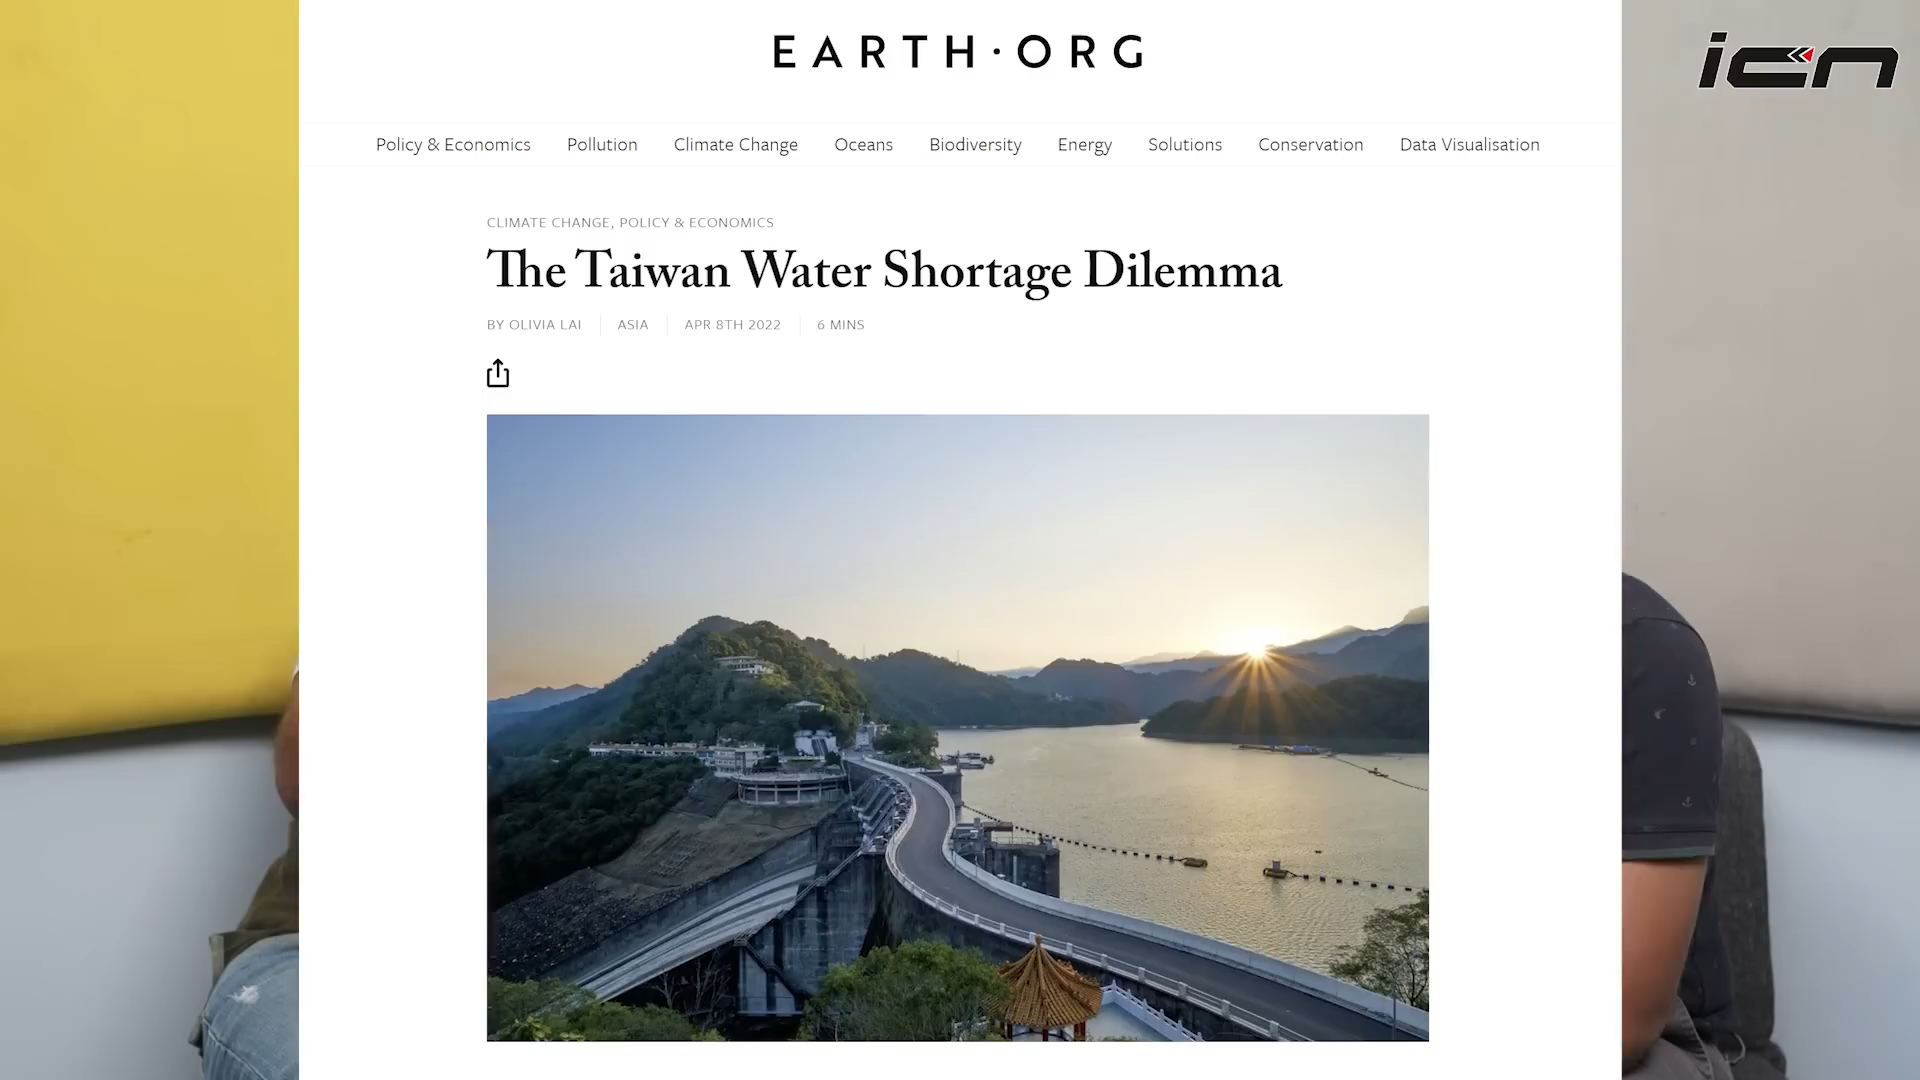 EARTH·ORG
icn
Policy & Economics Pollution Climate Change Oceans Biodiversity Energy Solutions Conservation Data Visualisation
CLIMATE CHANGE, POLICY & ECONOMICS
The Taiwan Water Shortage Dilemma
BY OLIVIA LAI ASIA APR 8TH 2022 6 MINS